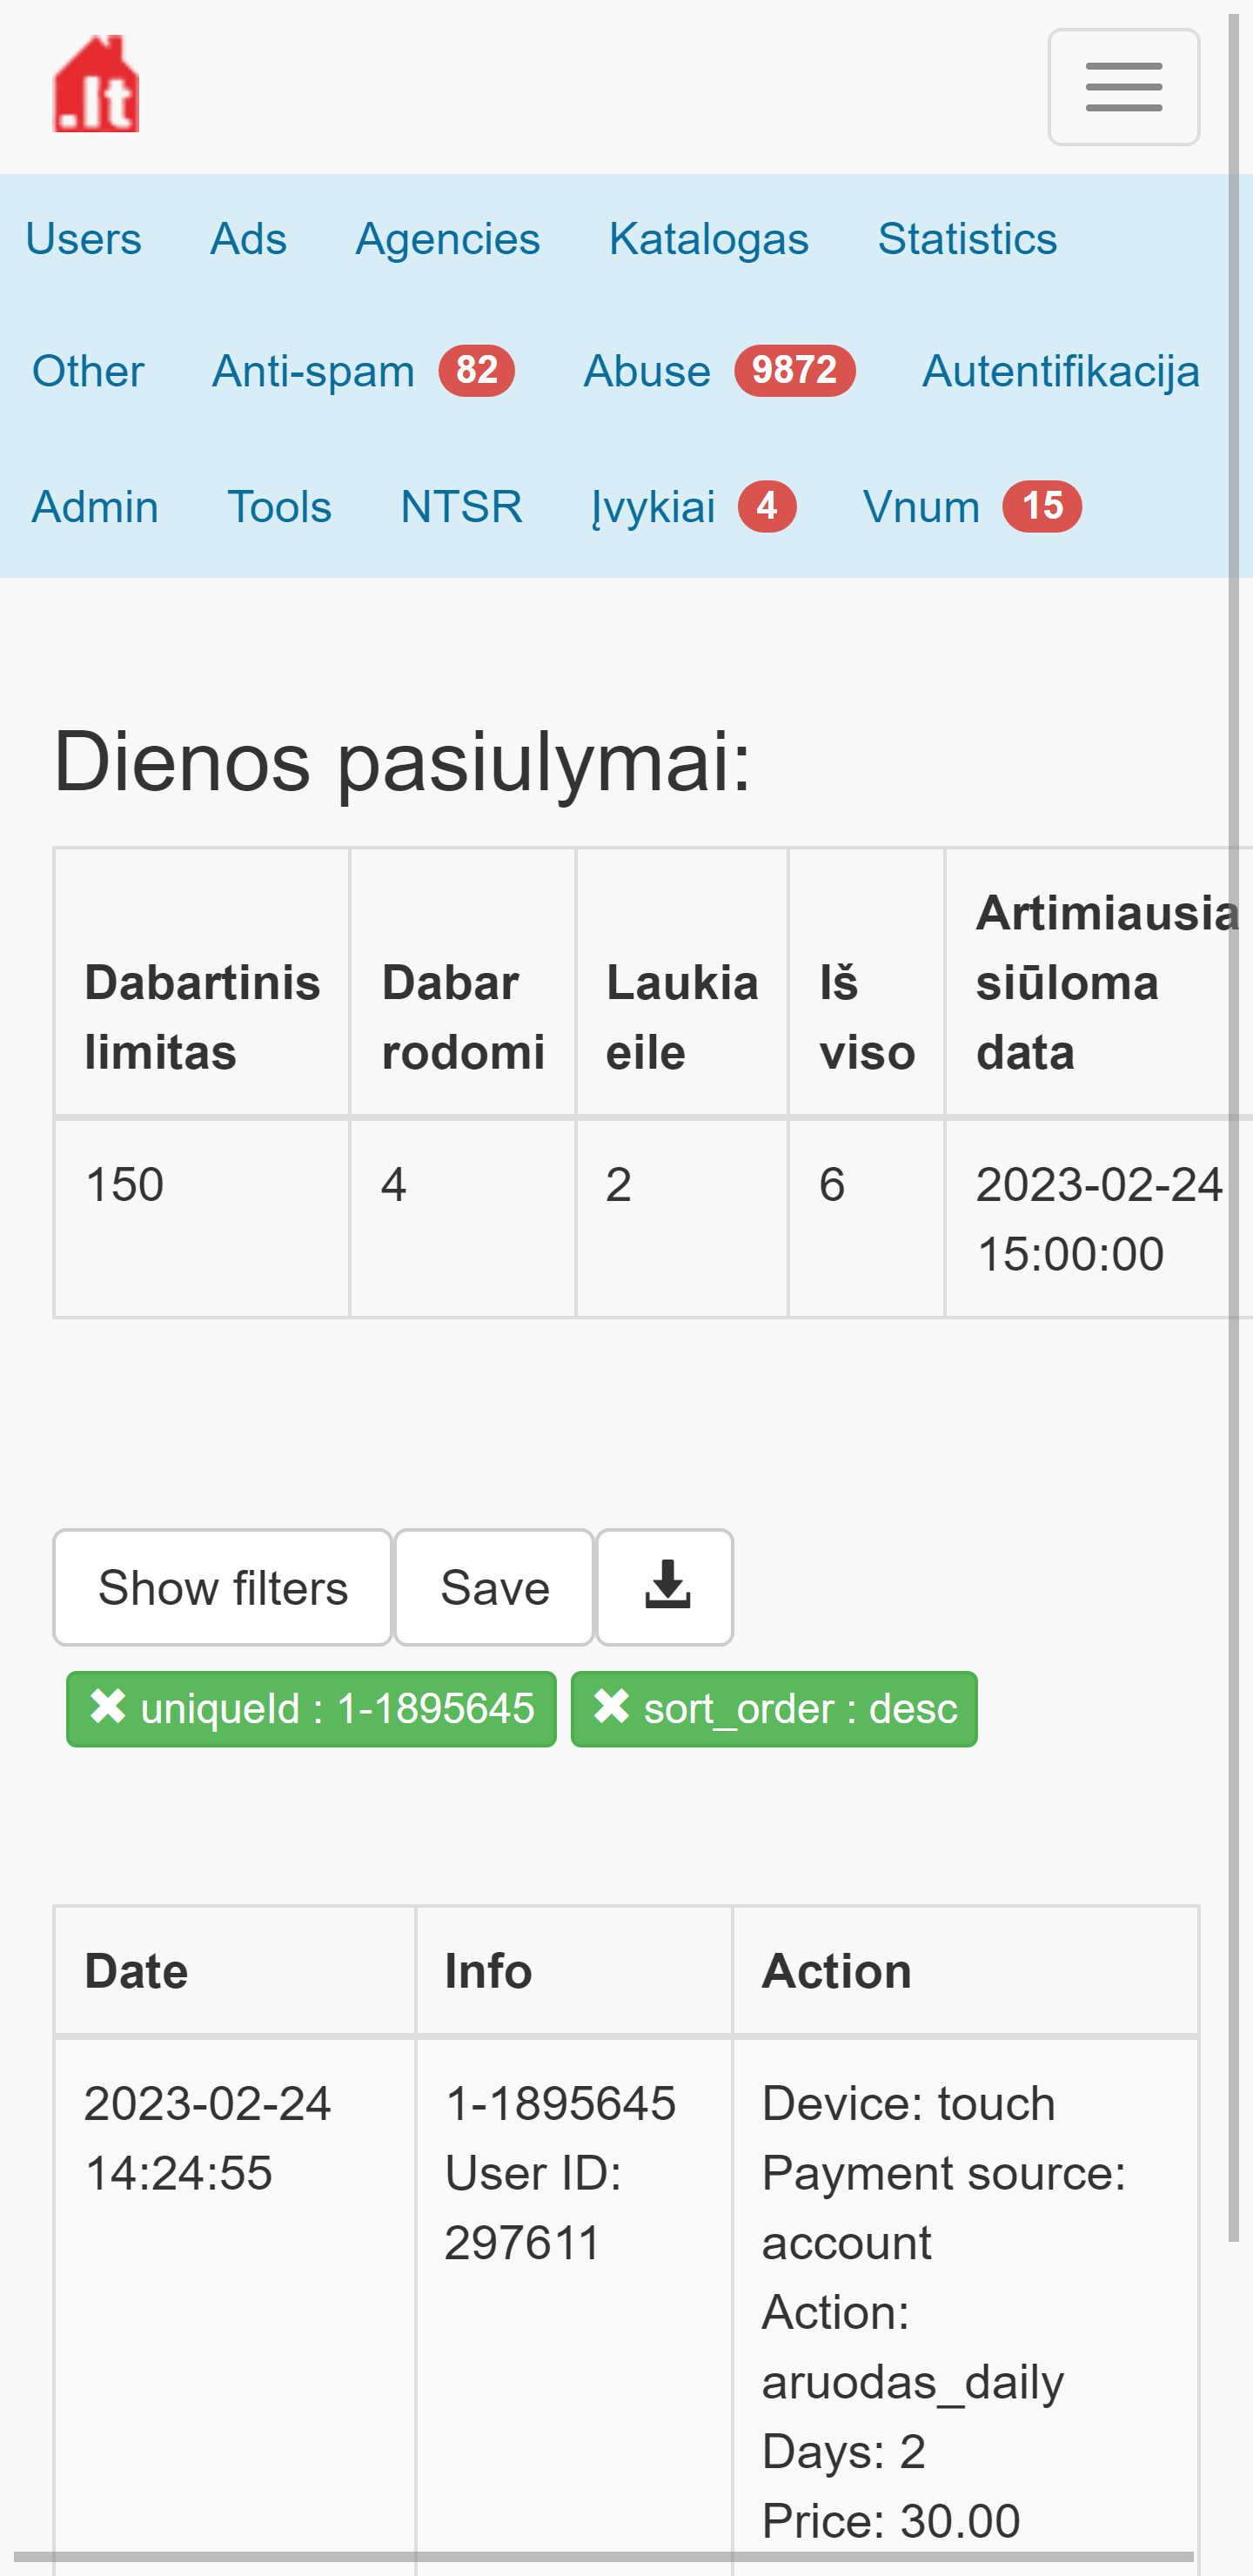 .lt
Users Ads Agencies Katalogas Statistics
Other Anti-spam 82 Abuse 9872 Autentifikacija
Admin Tools NTSR Įvykiai 4 Vnum 15
Dienos pasiulymai:
Dabartinis limitas
Dabar rodomi
Laukia eile
Iš viso
Artimiausia siūloma data
150 4 2 6 2023-02-24
15:00:00
Show filters Save
✖ uniqueId : 1-1895645 ✖ sort_order : desc
Date Info Action
2023-02-24 1-1895645 Device: touch
14:24:55 User ID: Payment source:
297611 account
Action:
aruodas_daily
Days: 2
Price: 30.00